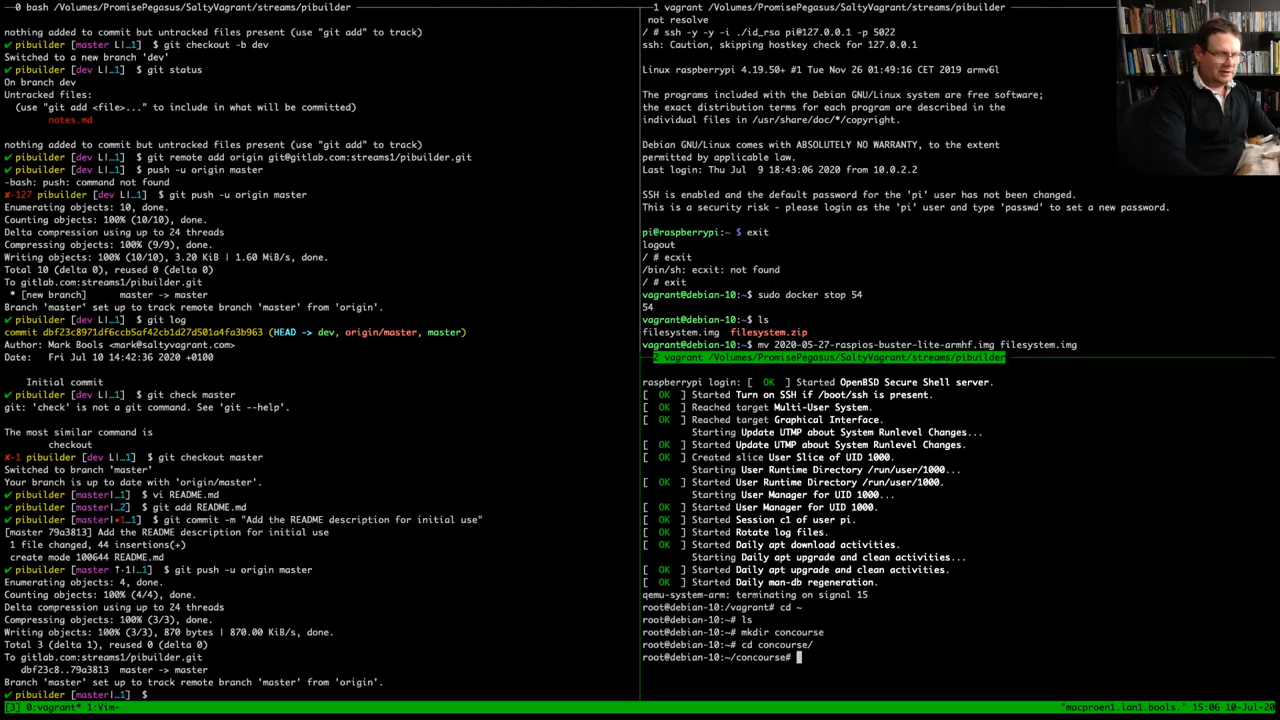 0 bash /Volumes/PromisePegasus/SaltyVagrant/streams/pibuilder
nothing added to commit but untracked files present (use "git add" to track)
✔ pibuilder [master L|…1] $ git checkout -b dev
Switched to a new branch 'dev'
✔ pibuilder [dev L|…1] $ git status
On branch dev
Untracked files:
(use "git add <file>..." to include in what will be committed)
notes.md
nothing added to commit but untracked files present (use "git add" to track)
✔ pibuilder [dev L|…1] $ git remote add origin git@gitlab.com:streams1/pibuilder.git
✔ pibuilder [dev L|…1] $ push -u origin master
-bash: push: command not found
✘-127 pibuilder [dev L|…1] $ git push -u origin master
Enumerating objects: 10, done.
Counting objects: 100% (10/10), done.
Delta compression using up to 24 threads
Compressing objects: 100% (9/9), done.
Writing objects: 100% (10/10), 3.20 KiB | 1.60 MiB/s, done.
Total 10 (delta 0), reused 0 (delta 0)
To gitlab.com:streams1/pibuilder.git
* [new branch] master -> master
Branch 'master' set up to track remote branch 'master' from 'origin'.
✔ pibuilder [dev L|…1] $ git log
commit dbf23c8971df6ccb5af42cb1d27d501a4fa3b963 (HEAD -> dev, origin/master, master)
Author: Mark Bools <mark@saltyvagrant.com>
Date: Fri Jul 10 14:42:36 2020 +0100
Initial commit
✔ pibuilder [dev L|…1] $ git check master
git: 'check' is not a git command. See 'git --help'.
The most similar command is
checkout
✘-1 pibuilder [dev L|…1] $ git checkout master
Switched to branch 'master'
Your branch is up to date with 'origin/master'.
✔ pibuilder [master|…1] $ vi README.md
✔ pibuilder [master|…2] $ git add README.md
✔ pibuilder [master|●1…1] $ git commit -m "Add the README description for initial use"
[master 79a3813] Add the README description for initial use
1 file changed, 44 insertions(+)
create mode 100644 README.md
✔ pibuilder [master ↑·1|…1] $ git push -u origin master
Enumerating objects: 4, done.
Counting objects: 100% (4/4), done.
Delta compression using up to 24 threads
Compressing objects: 100% (3/3), done.
Writing objects: 100% (3/3), 870 bytes | 870.00 KiB/s, done.
Total 3 (delta 1), reused 0 (delta 0)
To gitlab.com:streams1/pibuilder.git
dbf23c8..79a3813 master -> master
Branch 'master' set up to track remote branch 'master' from 'origin'.
✔ pibuilder [master|…1] $
1 vagrant /Volumes/PromisePegasus/SaltyVagrant/streams/pibuilder
not resolve
/ # ssh -y -y -i ./id_rsa pi@127.0.0.1 -p 5022
ssh: Caution, skipping hostkey check for 127.0.0.1
Linux raspberrypi 4.19.50+ #1 Tue Nov 26 01:49:16 CET 2019 armv6l
The programs included with the Debian GNU/Linux system are free software;
the exact distribution terms for each program are described in the
individual files in /usr/share/doc/*/copyright.
Debian GNU/Linux comes with ABSOLUTELY NO WARRANTY, to the extent
permitted by applicable law.
Last login: Thu Jul 9 18:43:06 2020 from 10.0.2.2
SSH is enabled and the default password for the 'pi' user has not been changed.
This is a security risk - please login as the 'pi' user and type 'passwd' to set a new password.
pi@raspberrypi:~ $ exit
logout
/ # ecxit
/bin/sh: ecxit: not found
/ # exit
vagrant@debian-10:~$ sudo docker stop 54
54
vagrant@debian-10:~$ ls
filesystem.img filesystem.zip
vagrant@debian-10:~$ mv 2020-05-27-raspios-buster-lite-armhf.img filesystem.img
2 vagrant /Volumes/PromisePegasus/SaltyVagrant/streams/pibuilder
raspberrypi login: [ OK ] Started OpenBSD Secure Shell server.
[ OK ] Started Turn on SSH if /boot/ssh is present.
[ OK ] Reached target Multi-User System.
[ OK ] Reached target Graphical Interface.
Starting Update UTMP about System Runlevel Changes...
[ OK ] Started Update UTMP about System Runlevel Changes.
[ OK ] Created slice User Slice of UID 1000.
Starting User Runtime Directory /run/user/1000...
[ OK ] Started User Runtime Directory /run/user/1000.
Starting User Manager for UID 1000...
[ OK ] Started User Manager for UID 1000.
[ OK ] Started Session c1 of user pi.
[ OK ] Started Rotate log files.
[ OK ] Started Daily apt download activities.
Starting Daily apt upgrade and clean activities...
[ OK ] Started Daily apt upgrade and clean activities.
[ OK ] Started Daily man-db regeneration.
qemu-system-arm: terminating on signal 15
root@debian-10:/vagrant# cd ~
root@debian-10:~# ls
root@debian-10:~# mkdir concourse
root@debian-10:~# cd concourse/
root@debian-10:~/concourse#
[3] 0:vagrant* 1:Vim-
"macproen1.lan1.bools." 15:06 10-Jul-20